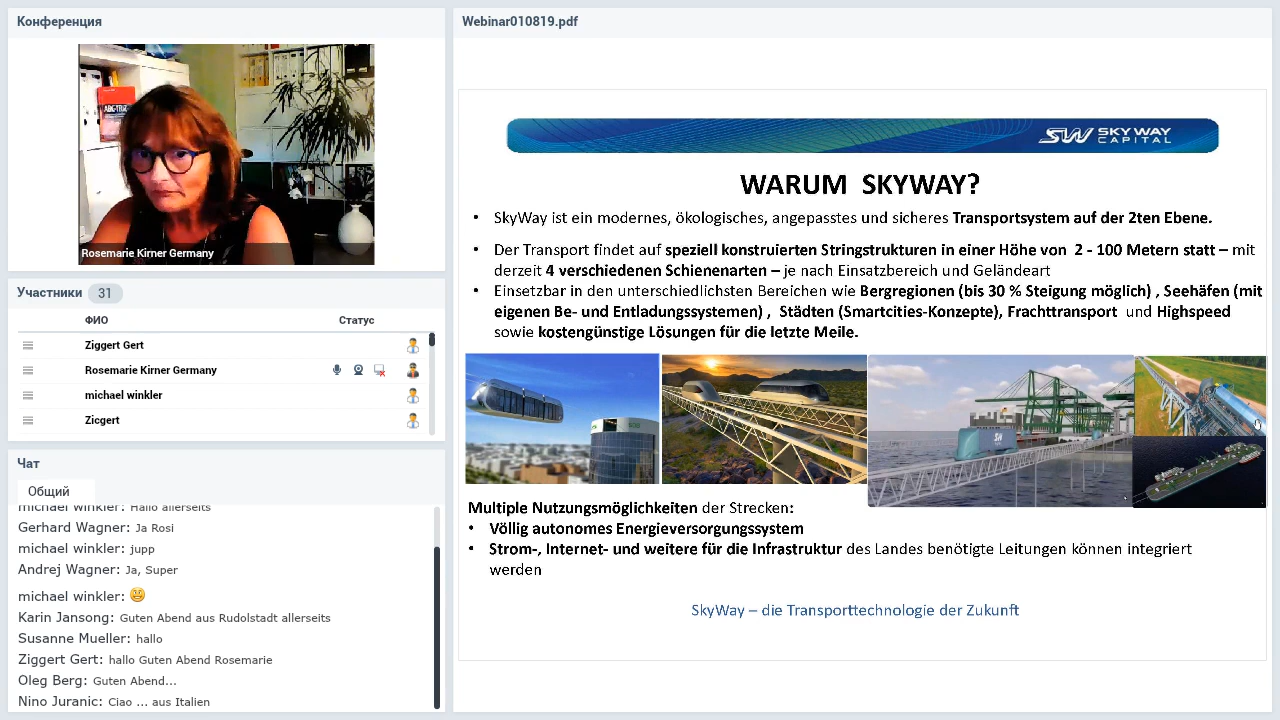 Конференция
Rosemarie Kirner Germany
Участники 31
ФИО Статус
Ziggert Gert
Rosemarie Kirner Germany
michael winkler
Zicgert
Чат
Общий
michael winkler: Hallo allerseits
Gerhard Wagner: Ja Rosi
michael winkler: jupp
Andrej Wagner: Ja, Super
michael winkler:
Karin Jansong: Guten Abend aus Rudolstadt allerseits
Susanne Mueller: hallo
Ziggert Gert: hallo Guten Abend Rosemarie
Oleg Berg: Guten Abend...
Nino Juranic: Ciao ... aus Italien
Webinar010819.pdf
SW SKY WAY
CAPITAL
WARUM SKYWAY?
• SkyWay ist ein modernes, ökologisches, angepasstes und sicheres Transportsystem auf der 2ten Ebene.
• Der Transport findet auf speziell konstruierten Stringstrukturen in einer Höhe von 2 - 100 Metern statt – mit
derzeit 4 verschiedenen Schienenarten – je nach Einsatzbereich und Geländeart
• Einsetzbar in den unterschiedlichsten Bereichen wie Bergregionen (bis 30 % Steigung möglich) , Seehäfen (mit
eigenen Be- und Entladungssystemen) , Städten (Smartcities-Konzepte), Frachttransport und Highspeed
sowie kostengünstige Lösungen für die letzte Meile.
SW
Multiple Nutzungsmöglichkeiten der Strecken:
• Völlig autonomes Energieversorgungssystem
• Strom-, Internet- und weitere für die Infrastruktur des Landes benötigte Leitungen können integriert
werden
SkyWay – die Transporttechnologie der Zukunft